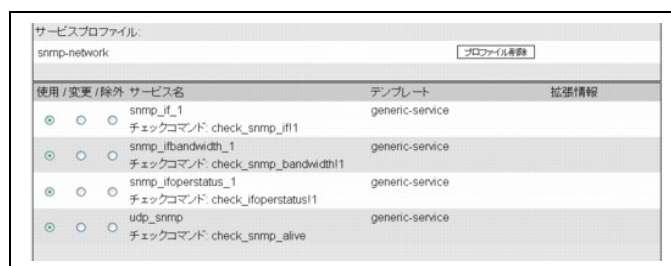 サービスプロファイル:
snmp-network プロファイル削除
使用 / 変更 / 除外 サービス名 テンプレート 拡張情報
snmp_if_1 generic-service
チェックコマンド: check_snmp_if!1
snmp_ifbandwidth_1 generic-service
チェックコマンド: check_snmp_bandwidth!1
snmp_ifoperstatus_1 generic-service
チェックコマンド: check_ifoperstatus!1
udp_snmp generic-service
チェックコマンド: check_snmp_alive